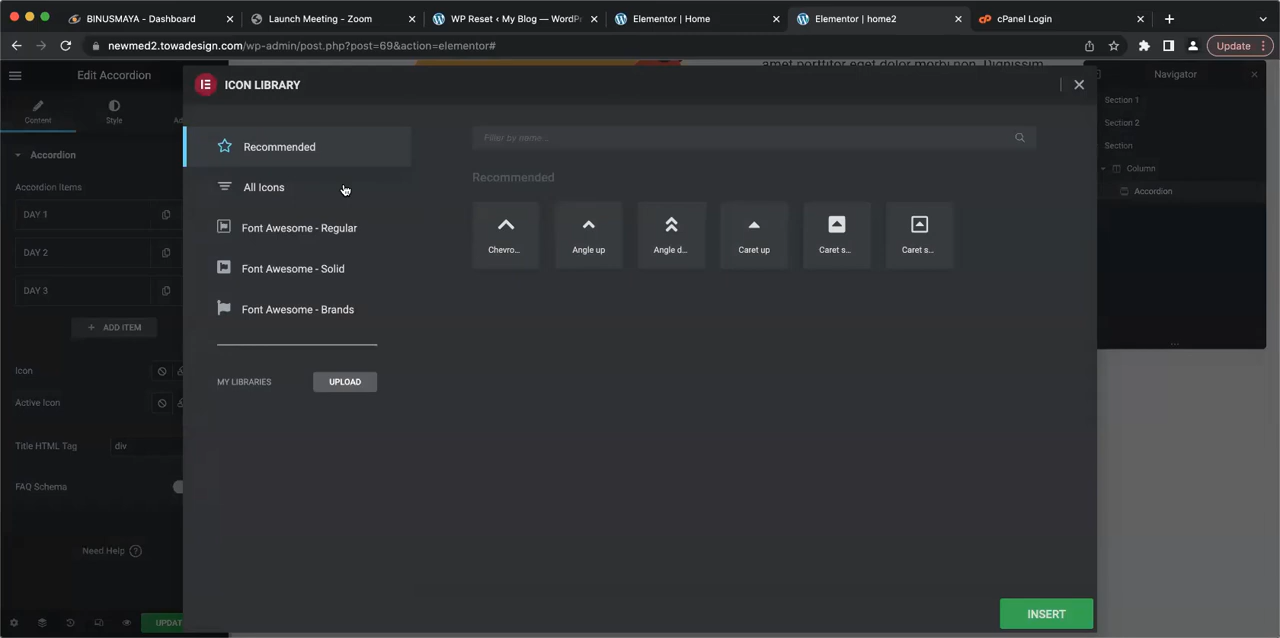 BINUSMAYA - Dashboard
Launch Meeting - Zoom
WP Reset ‹ My Blog — WordPr
Elementor | Home
Elementor | home2
cPanel Login
newmed2.towadesign.com/wp-admin/post.php?post=69&action=elementor#
Update
Edit Accordion
Content
Style
Accordion
Accordion Items
DAY 1
DAY 2
DAY 3
ADD ITEM
Icon
Active Icon
Title HTML Tag
div
FAQ Schema
Need Help
UPDAT
ICON LIBRARY
Recommended
All Icons
Font Awesome - Regular
Font Awesome - Solid
Font Awesome - Brands
MY LIBRARIES
UPLOAD
Filter by name...
Recommended
Chevro...
Angle up
Angle d...
Caret up
Caret s...
Caret s...
INSERT
Navigator
Section 1
Section 2
Section
Column
Accordion